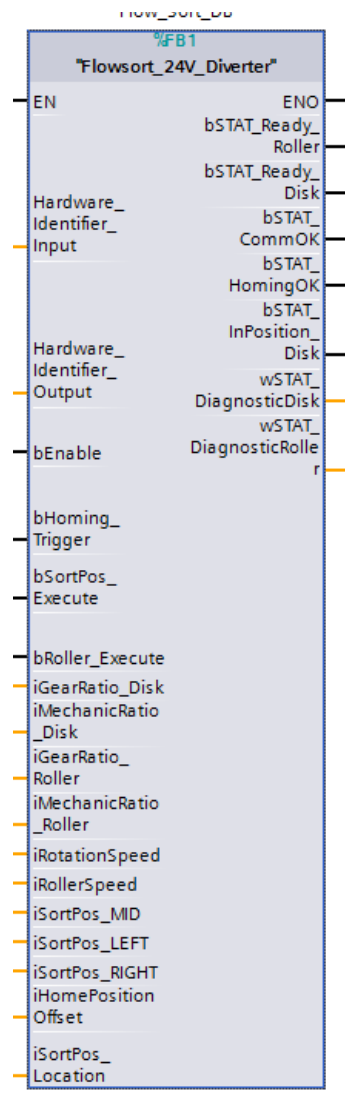 Flow_Sort_DB
%FB1
"Flowsort_24V_Diverter"
EN
ENO
bSTAT_Ready_
Roller
bSTAT_Ready_
Disk
Hardware_
Identifier_
Input
bSTAT_
CommOK
bSTAT_
HomingOK
bSTAT_
InPosition_
Disk
Hardware_
Identifier_
Output
wSTAT_
DiagnosticDisk
wSTAT_
DiagnosticRolle
r
bEnable
bHoming_
Trigger
bSortPos_
Execute
bRoller_Execute
iGearRatio_Disk
iMechanicRatio
_Disk
iGearRatio_
Roller
iMechanicRatio
_Roller
iRotationSpeed
iRollerSpeed
iSortPos_MID
iSortPos_LEFT
iSortPos_RIGHT
iHomePosition
Offset
iSortPos_
Location